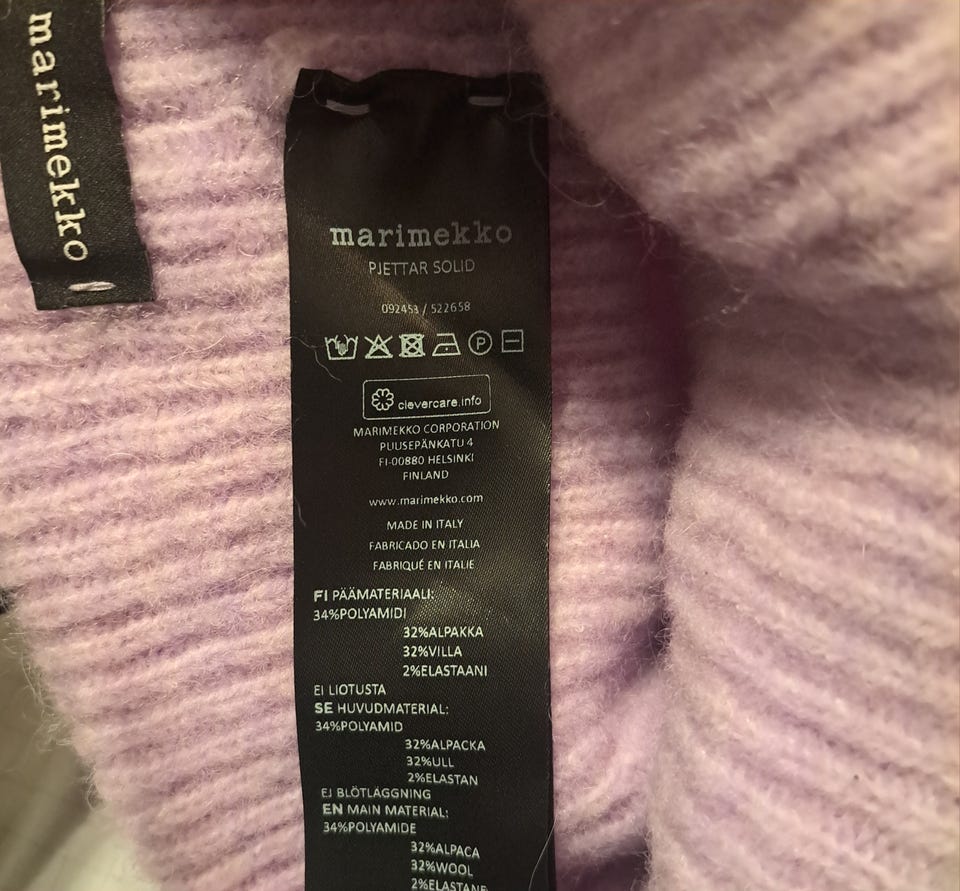 marimekko
marimekko
PJETTAR SOLID
092453 / 522658
P
clevercare.info
MARIMEKKO CORPORATION
PUUSEPÄNKATU 4
FI-00880 HELSINKI
FINLAND
www.marimekko.com
MADE IN ITALY
FABRICADO EN ITALIA
FABRIQUÉ EN ITALIE
FI PÄÄMATERIAALI:
34%POLYAMIDI
32%ALPAKKA
32%VILLA
2%ELASTAANI
EI LIOTUSTA
SE HUVUDMATERIAL:
34%POLYAMID
32%ALPACKA
32%ULL
2%ELASTAN
EJ BLÖTLÄGGNING
EN MAIN MATERIAL:
34%POLYAMIDE
32%ALPACA
32%WOOL
2%ELASTANE